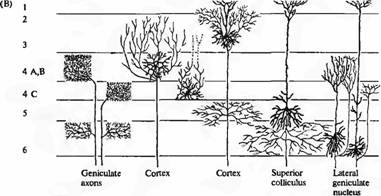 (B)
1
2
3
4 A,B
4 C
5
6
Geniculate axons
Cortex
Cortex
Superior colliculus
Lateral geniculate nucleus